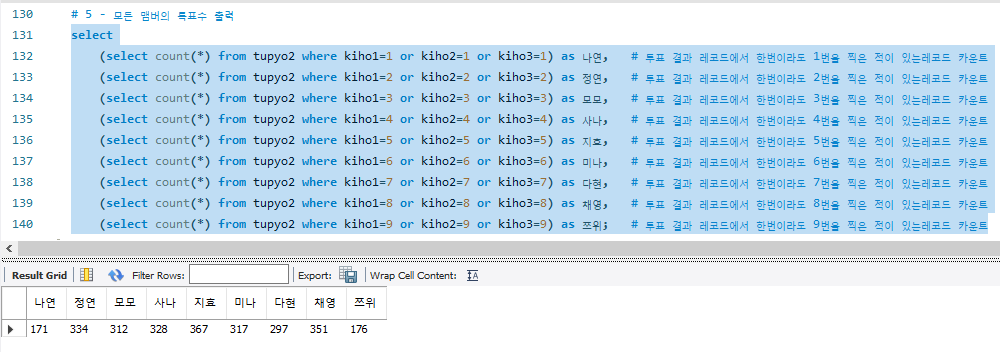 130 # 5 - 모든 맴버의 득표수 출력
131 select
132 (select count(*) from tupyo2 where kiho1=1 or kiho2=1 or kiho3=1) as 나연, # 투표 결과 레코드에서 한번이라도 1번을 찍은 적이 있는레코드 카운트
133 (select count(*) from tupyo2 where kiho1=2 or kiho2=2 or kiho3=2) as 정연, # 투표 결과 레코드에서 한번이라도 2번을 찍은 적이 있는레코드 카운트
134 (select count(*) from tupyo2 where kiho1=3 or kiho2=3 or kiho3=3) as 모모, # 투표 결과 레코드에서 한번이라도 3번을 찍은 적이 있는레코드 카운트
135 (select count(*) from tupyo2 where kiho1=4 or kiho2=4 or kiho3=4) as 사나, # 투표 결과 레코드에서 한번이라도 4번을 찍은 적이 있는레코드 카운트
136 (select count(*) from tupyo2 where kiho1=5 or kiho2=5 or kiho3=5) as 지효, # 투표 결과 레코드에서 한번이라도 5번을 찍은 적이 있는레코드 카운트
137 (select count(*) from tupyo2 where kiho1=6 or kiho2=6 or kiho3=6) as 미나, # 투표 결과 레코드에서 한번이라도 6번을 찍은 적이 있는레코드 카운트
138 (select count(*) from tupyo2 where kiho1=7 or kiho2=7 or kiho3=7) as 다현, # 투표 결과 레코드에서 한번이라도 7번을 찍은 적이 있는레코드 카운트
139 (select count(*) from tupyo2 where kiho1=8 or kiho2=8 or kiho3=8) as 채영, # 투표 결과 레코드에서 한번이라도 8번을 찍은 적이 있는레코드 카운트
140 (select count(*) from tupyo2 where kiho1=9 or kiho2=9 or kiho3=9) as 쯔위; # 투표 결과 레코드에서 한번이라도 9번을 찍은 적이 있는레코드 카운트
Result Grid Filter Rows: Export: Wrap Cell Content:
나연 정연 모모 사나 지효 미나 다현 채영 쯔위
171 334 312 328 367 317 297 351 176